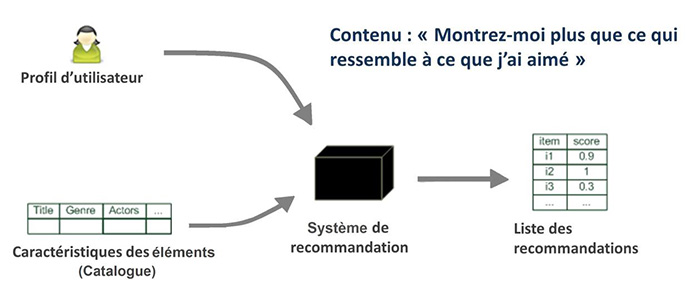 Contenu : « Montrez-moi plus que ce qui
ressemble à ce que j’ai aimé »
Profil d’utilisateur
item score
i1 0.9
i2 1
i3 0.3
... ...
Title Genre Actors ...
Caractéristiques des éléments
(Catalogue)
Système de
recommandation
Liste des
recommandations